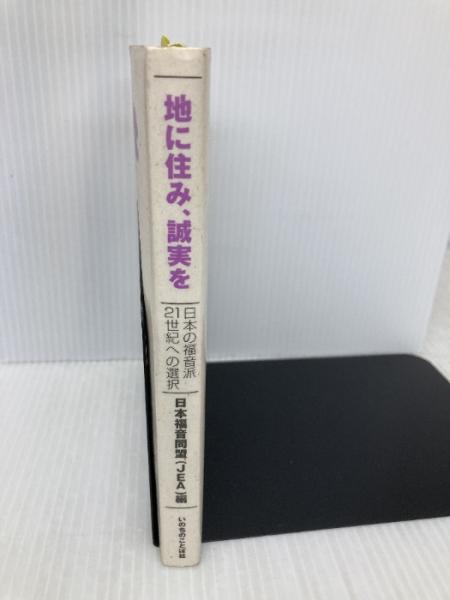 地に住み、誠実を
日本の福音派
21世紀への選択
日本福音同盟(JEA)編
いのちのことば社